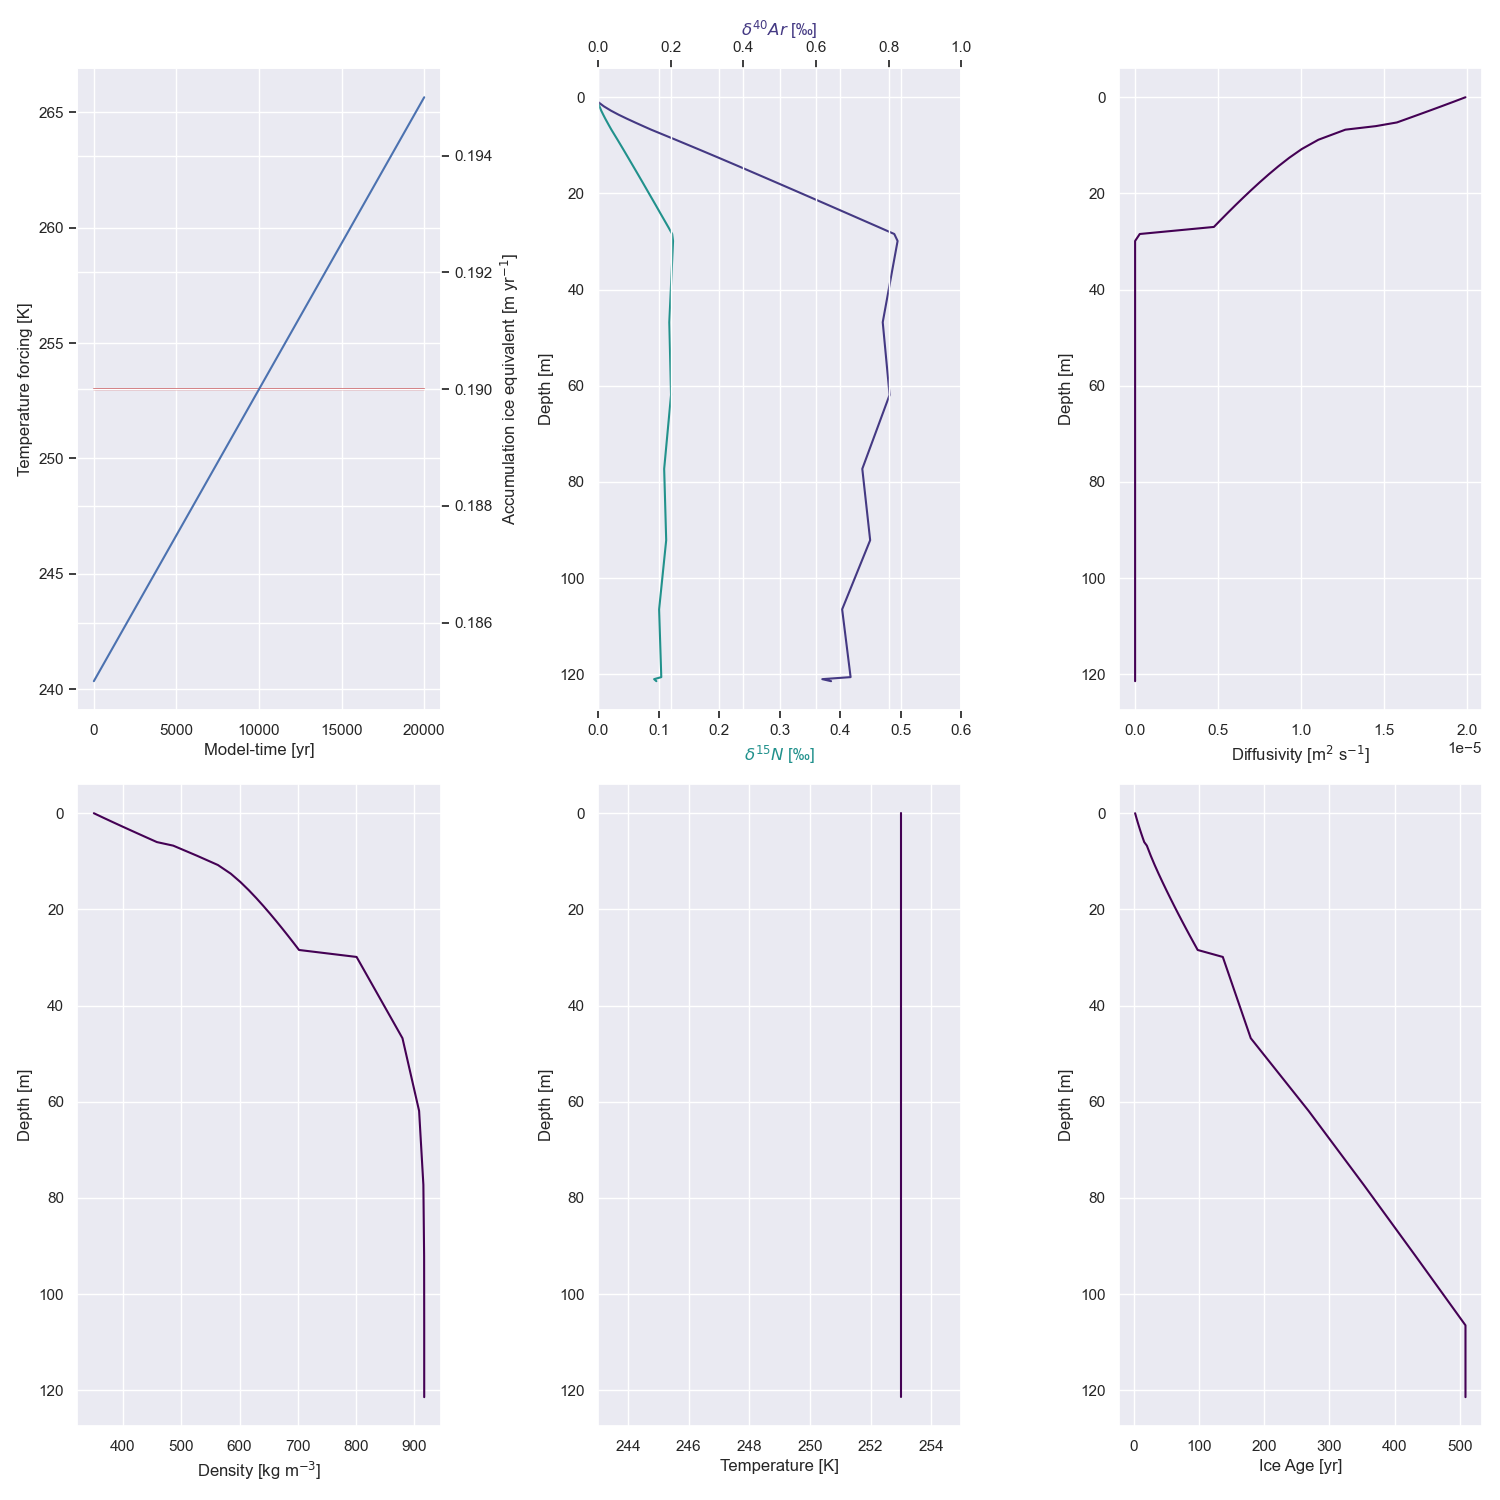 δ⁴⁰Ar [‰]
0.0 0.2 0.4 0.6 0.8 1.0
Temperature forcing [K]
265
260
255
250
245
240
0 5000 10000 15000 20000
Model-time [yr]
0.194
0.192
0.190
0.188
0.186
Accumulation ice equivalent [m yr⁻¹]
Depth [m]
0
20
40
60
80
100
120
0.0 0.1 0.2 0.3 0.4 0.5 0.6
δ¹⁵N [‰]
Depth [m]
0
20
40
60
80
100
120
0.0 0.5 1.0 1.5 2.0
1e−5
Diffusivity [m² s⁻¹]
Depth [m]
0
20
40
60
80
100
120
400 500 600 700 800 900
Density [kg m⁻³]
Depth [m]
0
20
40
60
80
100
120
244 246 248 250 252 254
Temperature [K]
Depth [m]
0
20
40
60
80
100
120
0 100 200 300 400 500
Ice Age [yr]